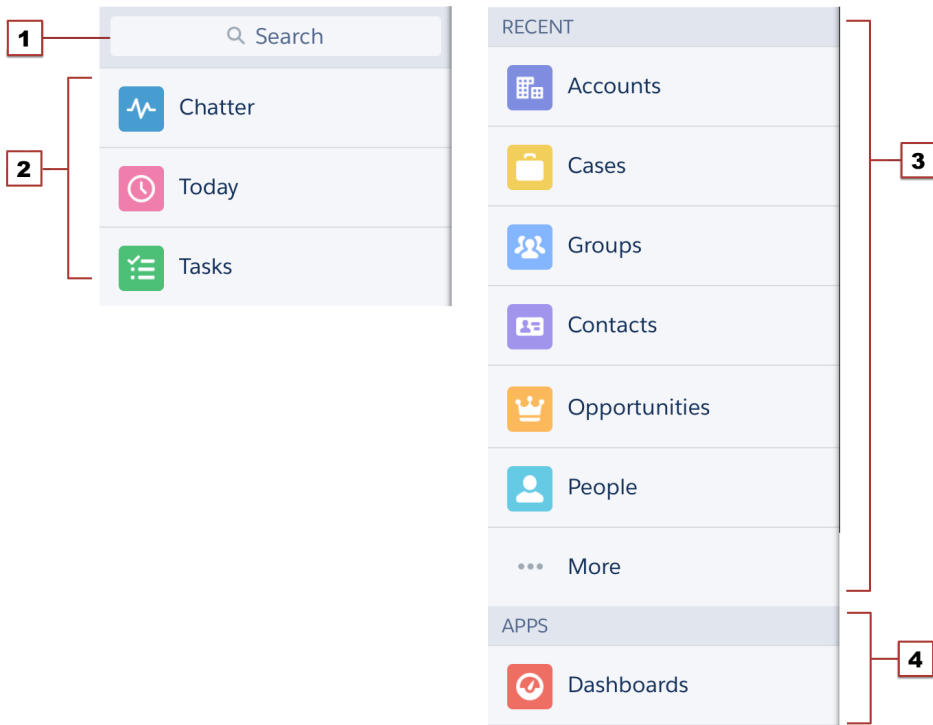 1
Search
2
Chatter
Today
Tasks
RECENT
Accounts
Cases
Groups
Contacts
Opportunities
People
More
3
APPS
Dashboards
4